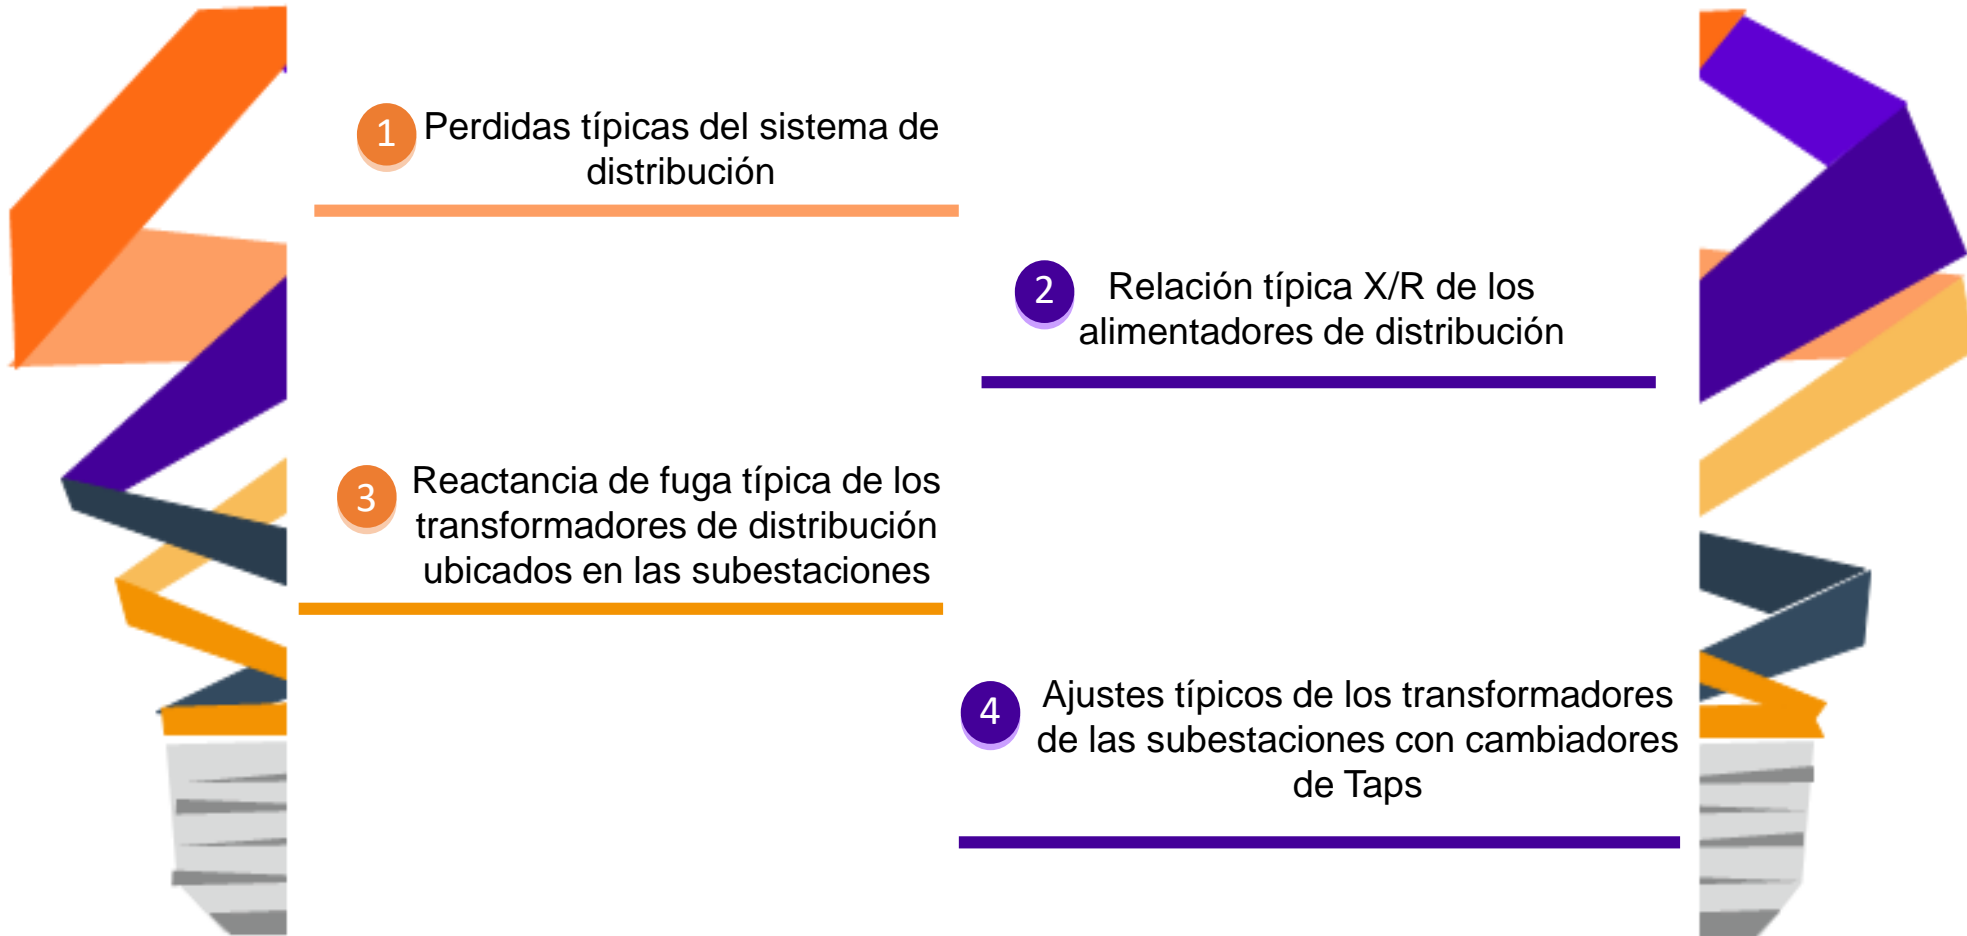 1
Perdidas típicas del sistema de
distribución
2
Relación típica X/R de los
alimentadores de distribución
3
Reactancia de fuga típica de los
transformadores de distribución
ubicados en las subestaciones
4
Ajustes típicos de los transformadores
de las subestaciones con cambiadores
de Taps